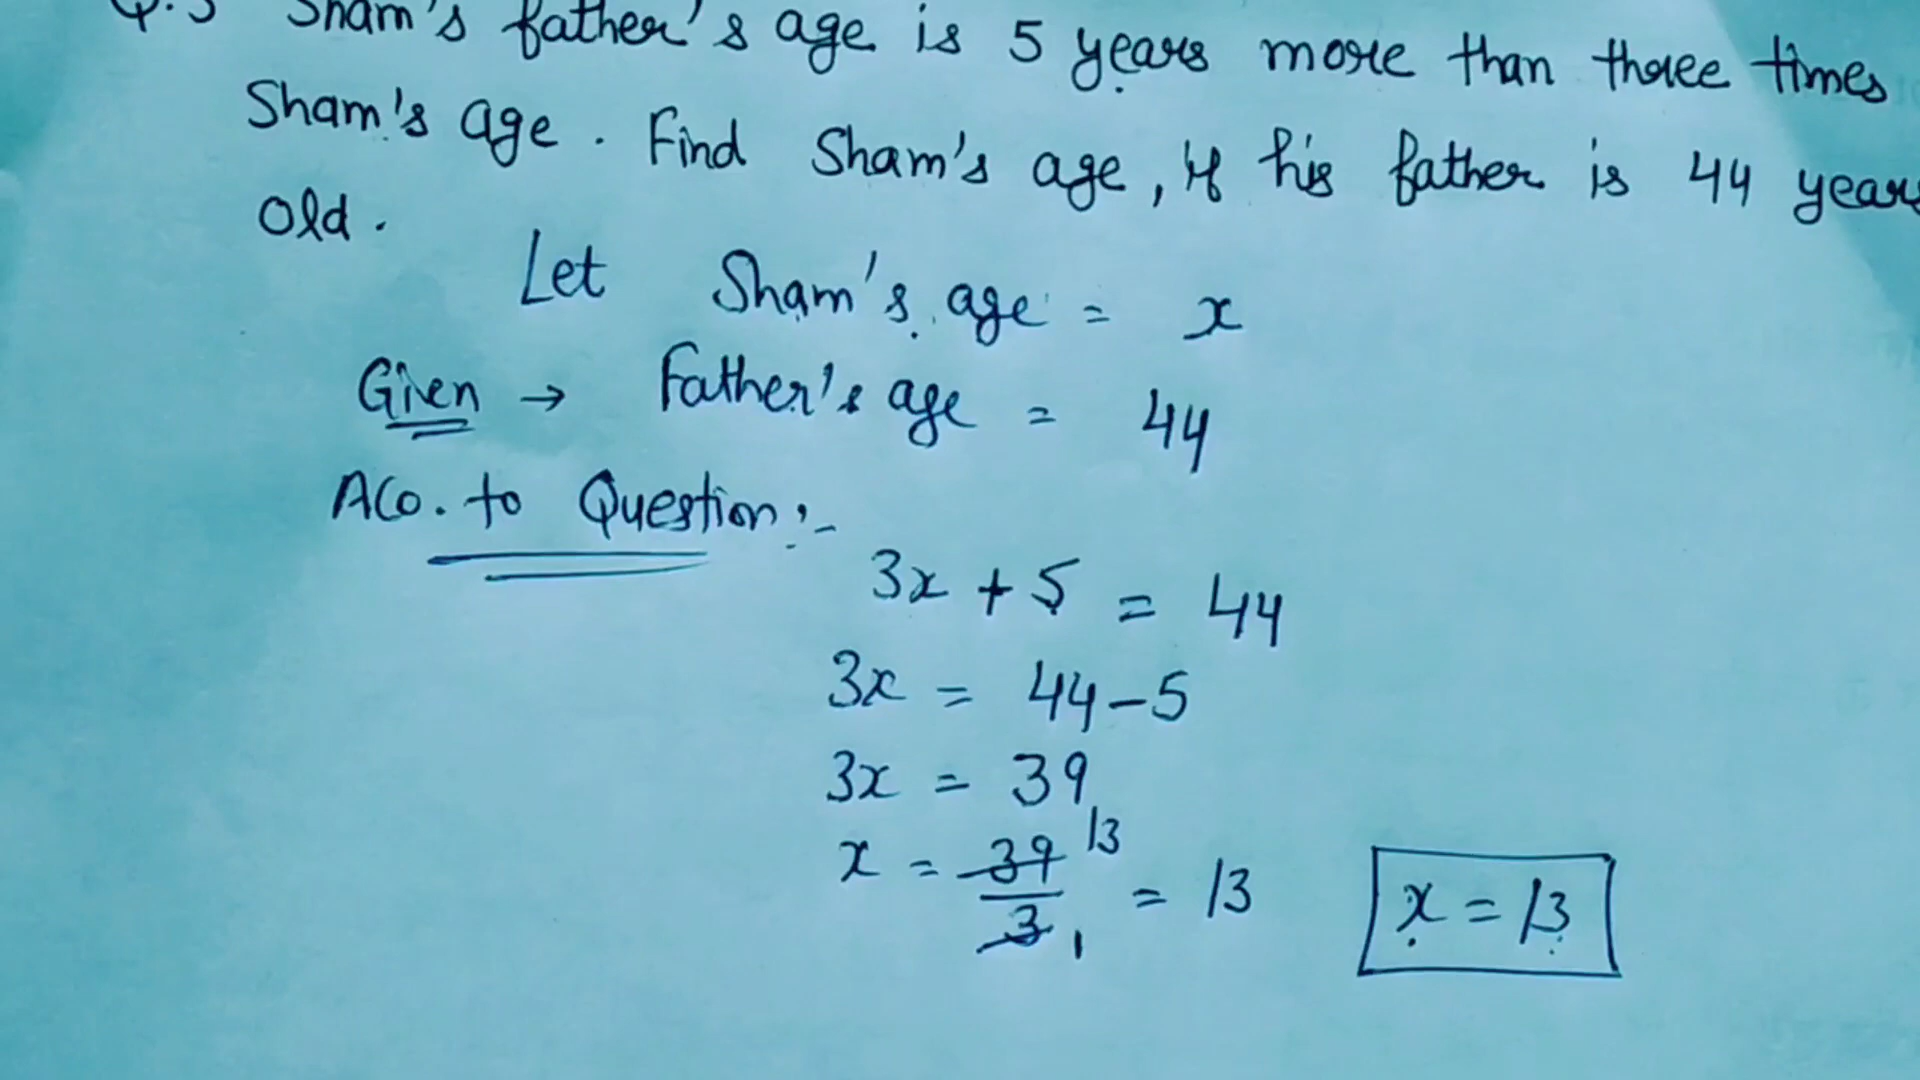 Q.5 Sham's father's age is 5 years more than three times
Sham's age. Find Sham's age, if his father is 44 years
old.
Let Sham's age = x
Given → Father's age = 44
Aco. to Question :-
3x + 5 = 44
3x = 44 - 5
3x = 39
x = 39/3 13 1 = 13
x = 13